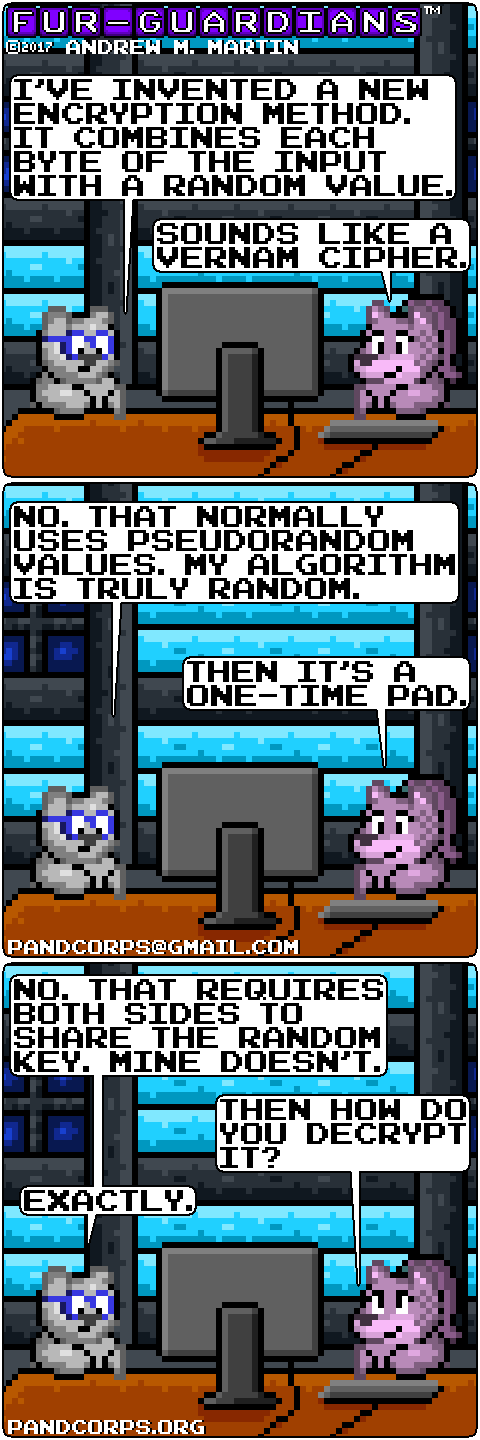 FUR-GUARDIANS™
©2017 ANDREW M. MARTIN
I'VE INVENTED A NEW
ENCRYPTION METHOD.
IT COMBINES EACH
BYTE OF THE INPUT
WITH A RANDOM VALUE.
SOUNDS LIKE A
VERNAM CIPHER.
NO. THAT NORMALLY
USES PSEUDORANDOM
VALUES. MY ALGORITHM
IS TRULY RANDOM.
THEN IT'S A
ONE-TIME PAD.
PANDCORPS@GMAIL.COM
NO. THAT REQUIRES
BOTH SIDES TO
SHARE THE RANDOM
KEY. MINE DOESN'T.
THEN HOW DO
YOU DECRYPT
IT?
EXACTLY.
PANDCORPS.ORG